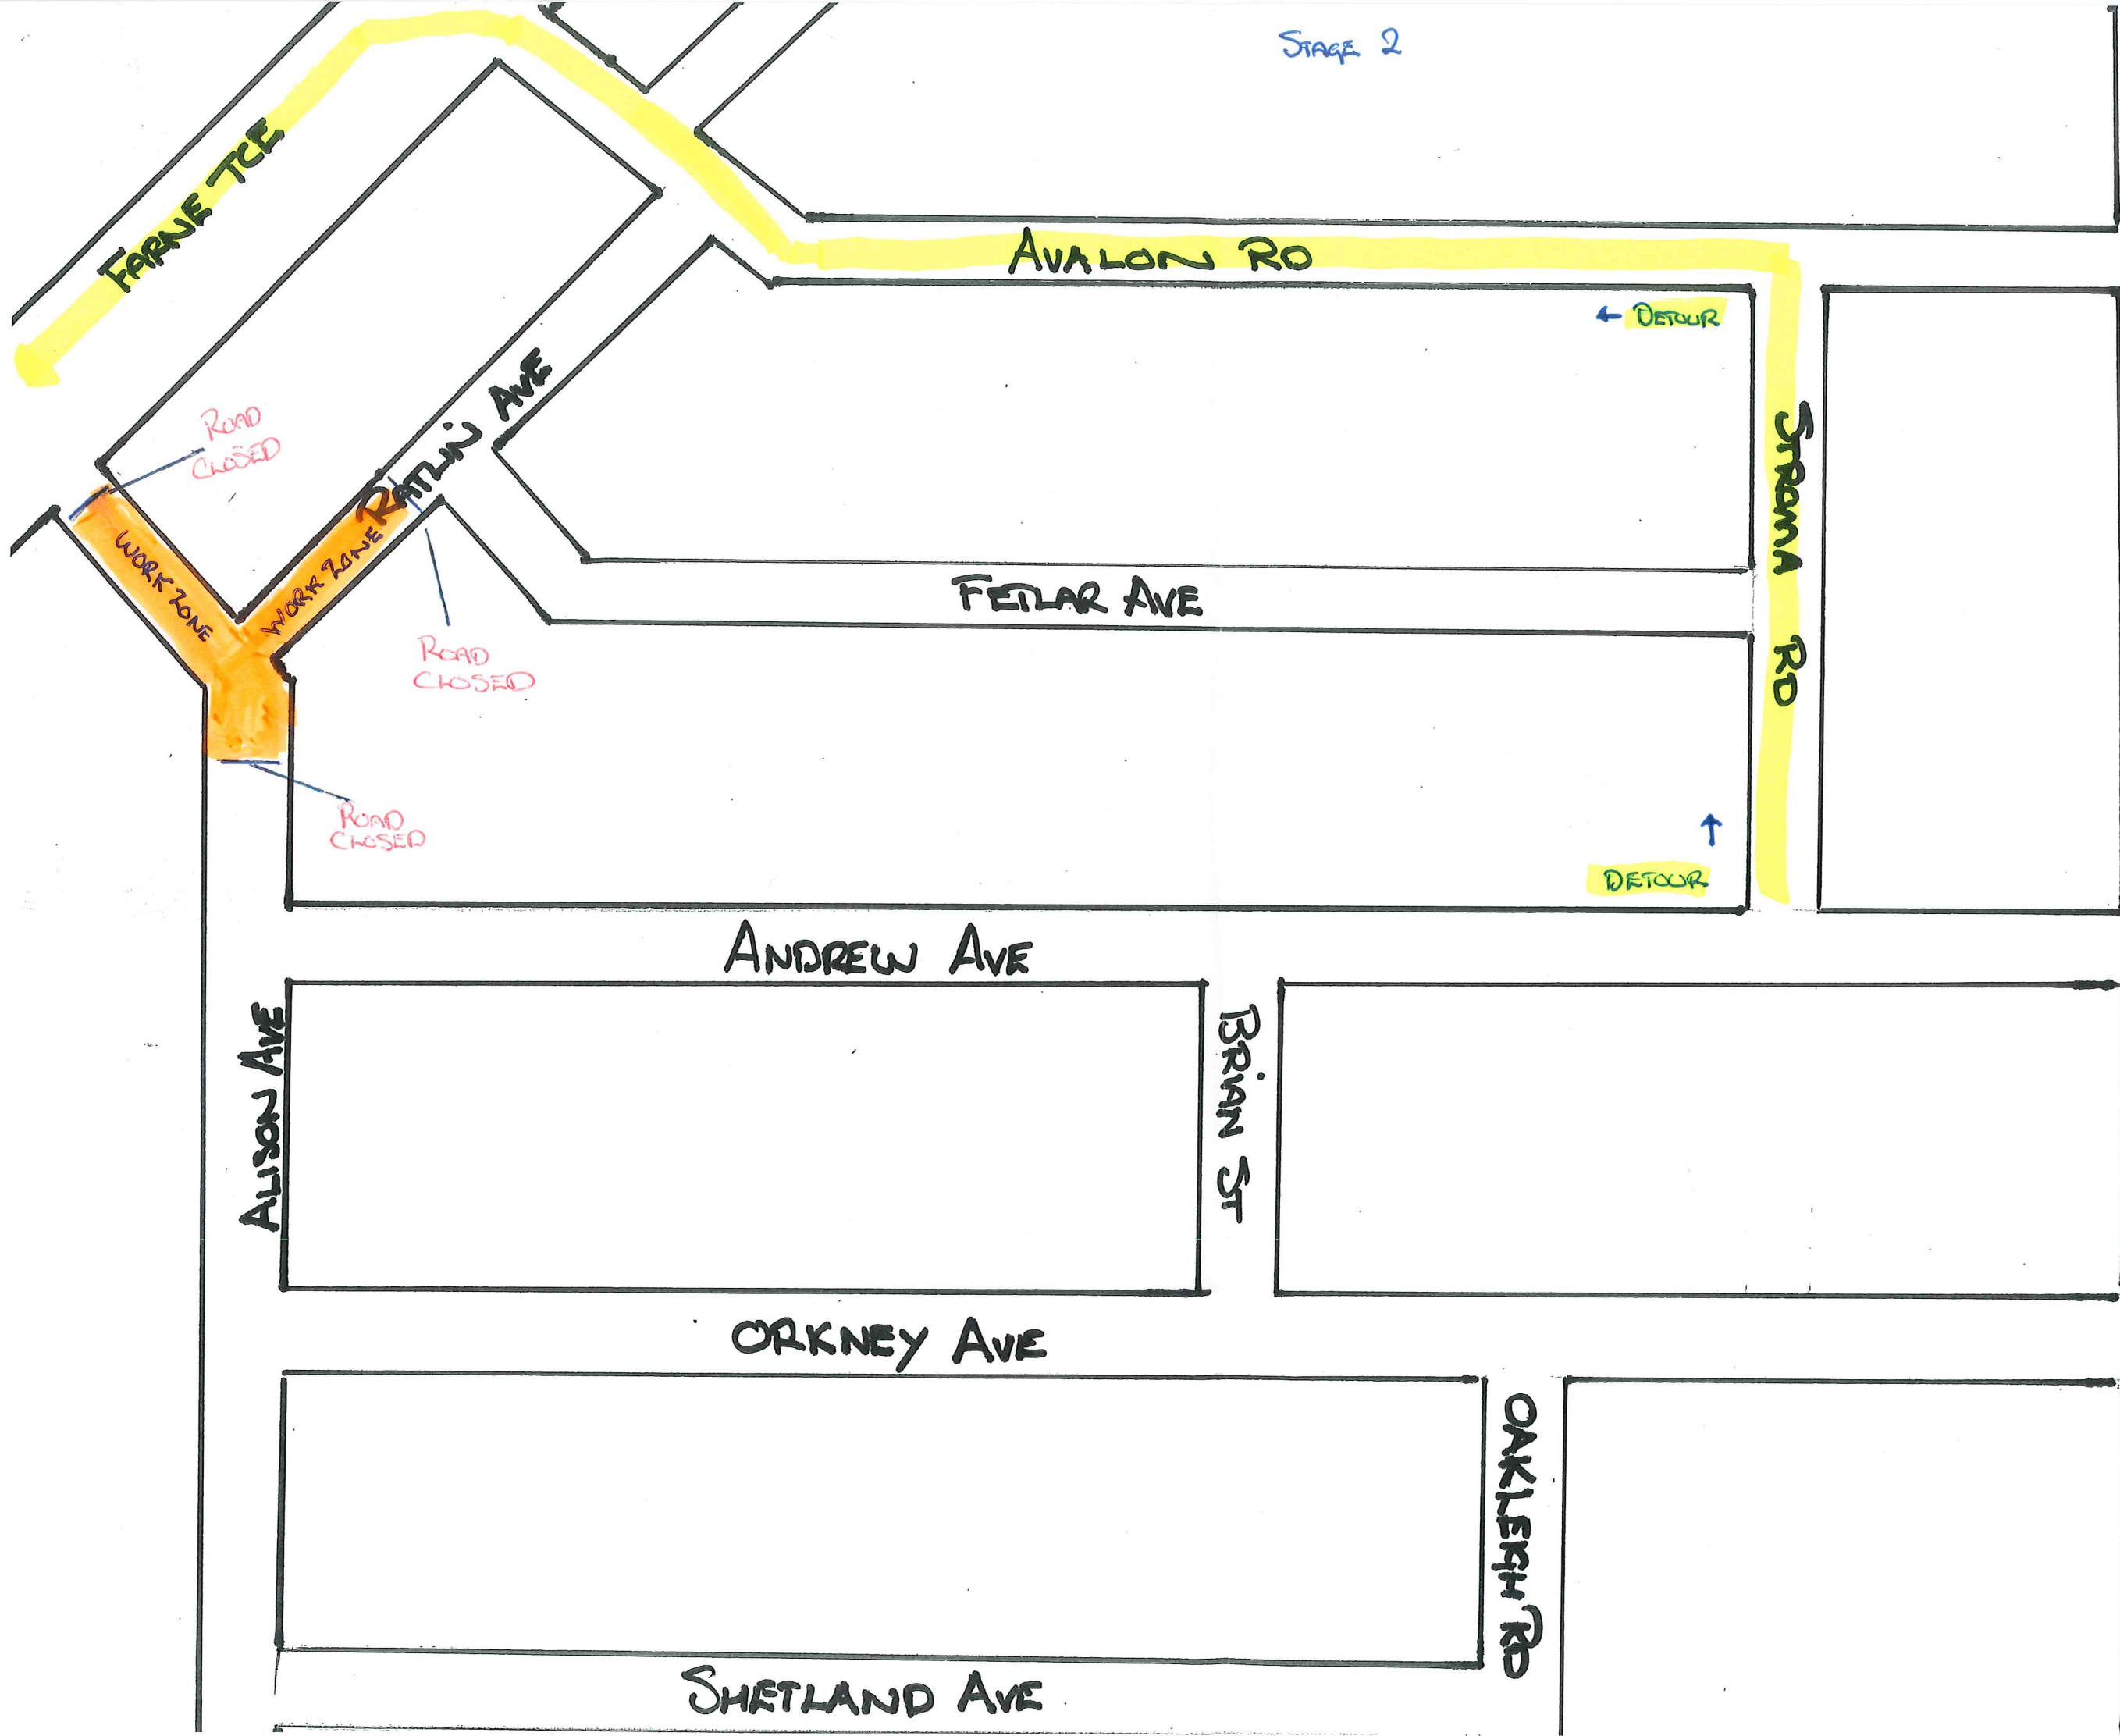 STAGE 2
FARNE TCE
AVALON RD
← DETOUR
ROAD
CLOSED
RATLIN AVE
STROMA RD
WORK ZONE
WORK ZONE
FETLAR AVE
ROAD
CLOSED
ROAD
CLOSED
↑
DETOUR
ANDREW AVE
ALISON AVE
BRIAN ST
ORKNEY AVE
OAKLEIGH RD
SHETLAND AVE